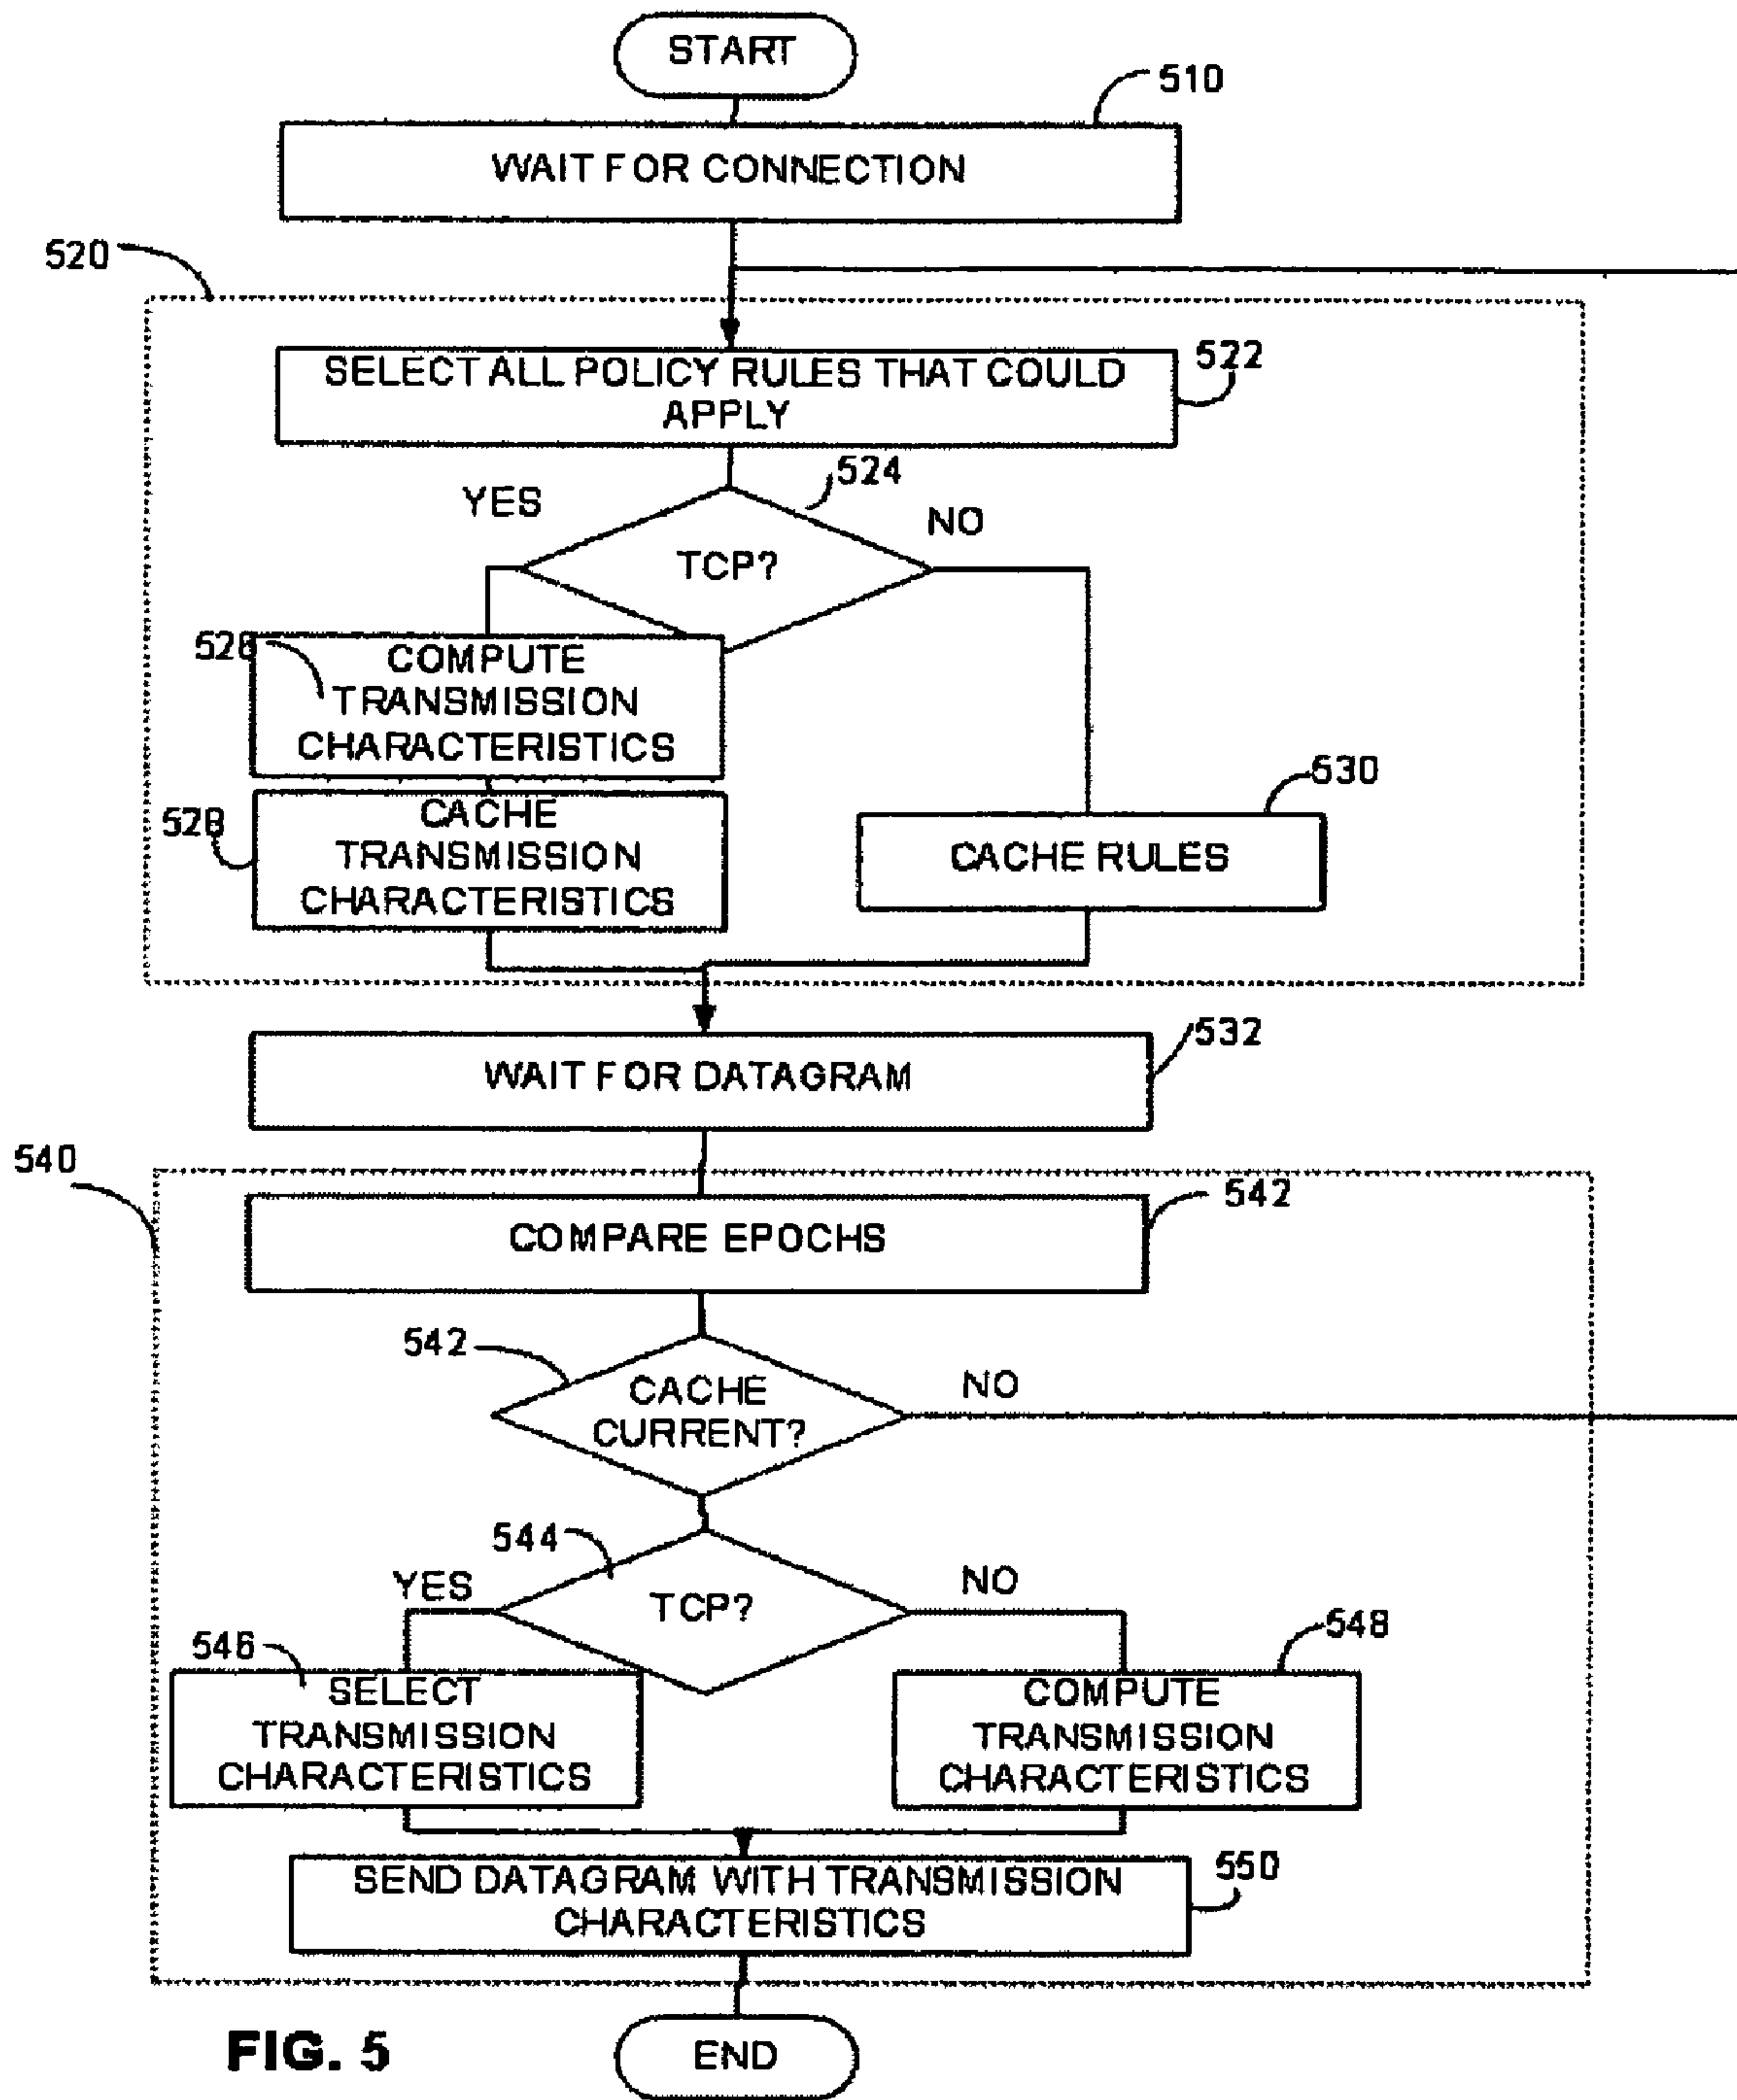 START
510
WAIT FOR CONNECTION
520
SELECT ALL POLICY RULES THAT COULD
APPLY
522
524
YES
NO
TCP?
526
COMPUTE
TRANSMISSION
CHARACTERISTICS
530
528
CACHE
TRANSMISSION
CHARACTERISTICS
CACHE RULES
532
WAIT FOR DATAGRAM
540
542
COMPARE EPOCHS
542
CACHE
CURRENT?
NO
544
YES
TCP?
NO
546
548
SELECT
TRANSMISSION
CHARACTERISTICS
COMPUTE
TRANSMISSION
CHARACTERISTICS
550
SEND DATAGRAM WITH TRANSMISSION
CHARACTERISTICS
FIG. 5
END